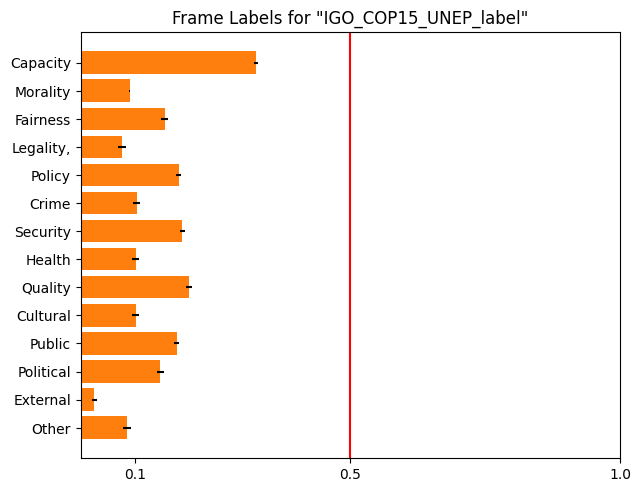 Frame Labels for "IGO_COP15_UNEP_label"
Capacity
Morality
Fairness
Legality,
Policy
Crime
Security
Health
Quality
Cultural
Public
Political
External
Other
0.1 0.5 1.0